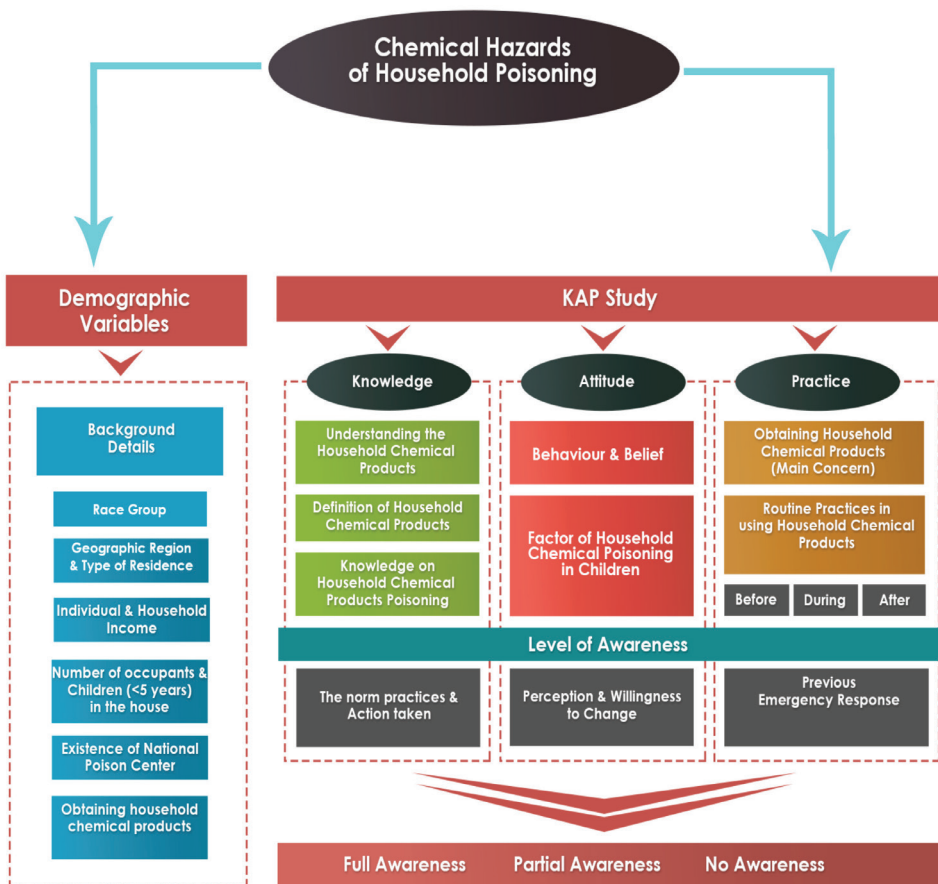 Chemical Hazards
of Household Poisoning
Demographic
Variables
Background
Details
Race Group
Geographic Region
& Type of Residence
Individual & Household
Income
Number of occupants &
Children (<5 years)
in the house
Existence of National
Poison Center
Obtaining household
chemical products
KAP Study
Knowledge
Understanding the
Household Chemical
Products
Definition of Household
Chemical Products
Knowledge on
Household Chemical
Products Poisoning
Attitude
Behaviour & Belief
Factor of Household
Chemical Poisoning
in Children
Practice
Obtaining Household
Chemical Products
(Main Concern)
Routine Practices in
using Household Chemical
Products
Before During After
Level of Awareness
The norm practices &
Action taken
Perception & Willingness
to Change
Previous
Emergency Response
Full Awareness Partial Awareness No Awareness